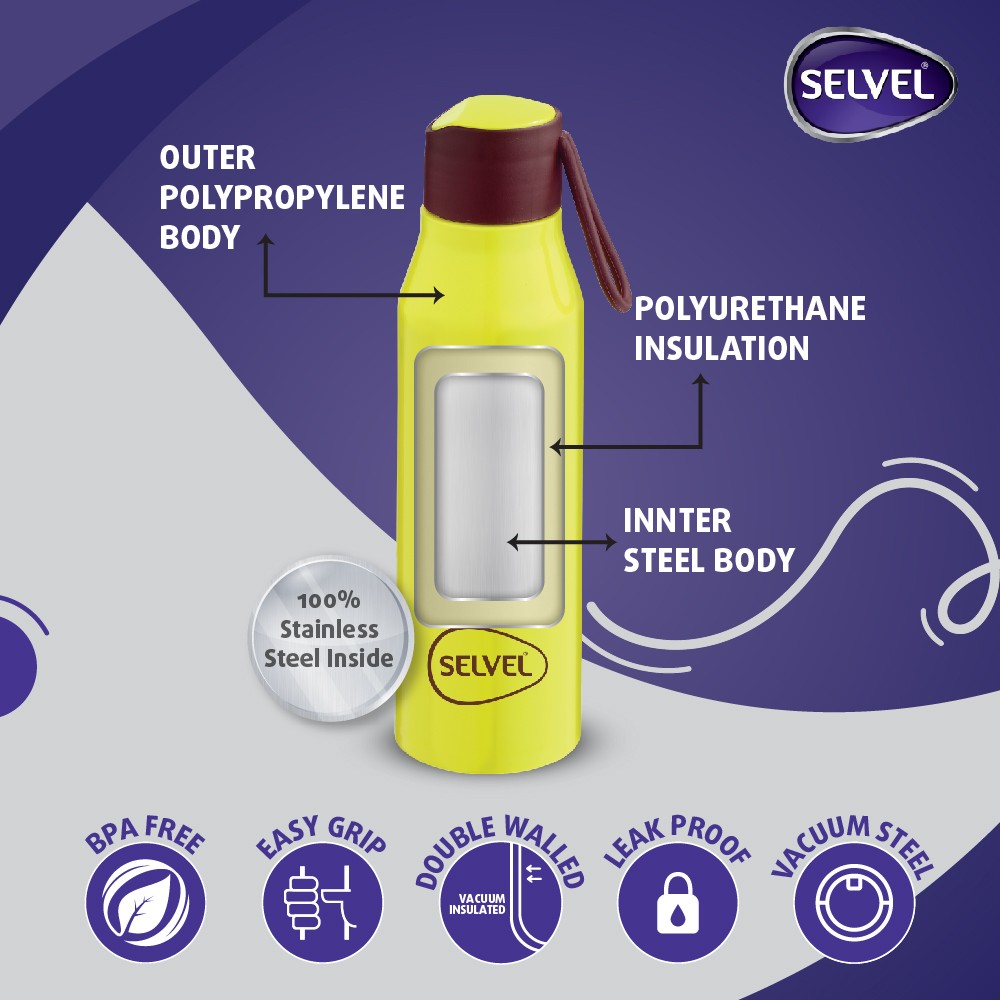 SELVEL®
OUTER
POLYPROPYLENE
BODY
POLYURETHANE
INSULATION
INNTER
STEEL BODY
100%
Stainless
Steel Inside
SELVEL®
BPA FREE
EASY GRIP
DOUBLE WALLED
VACUUM
INSULATED
LEAK PROOF
VACUUM STEEL